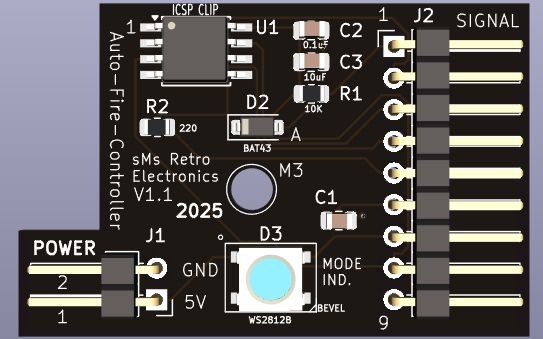 ICSP CLIP
1
U1
C2
0.1uF
C3
10uF
R1
10K
1
J2
SIGNAL
Auto-Fire-Controller
R2
220
D2
A
BAT43
sMs Retro
Electronics
V1.1
M3
2025
C1
POWER
J1
2
GND
1
5V
D3
MODE
IND.
BEVEL
WS2812B
9